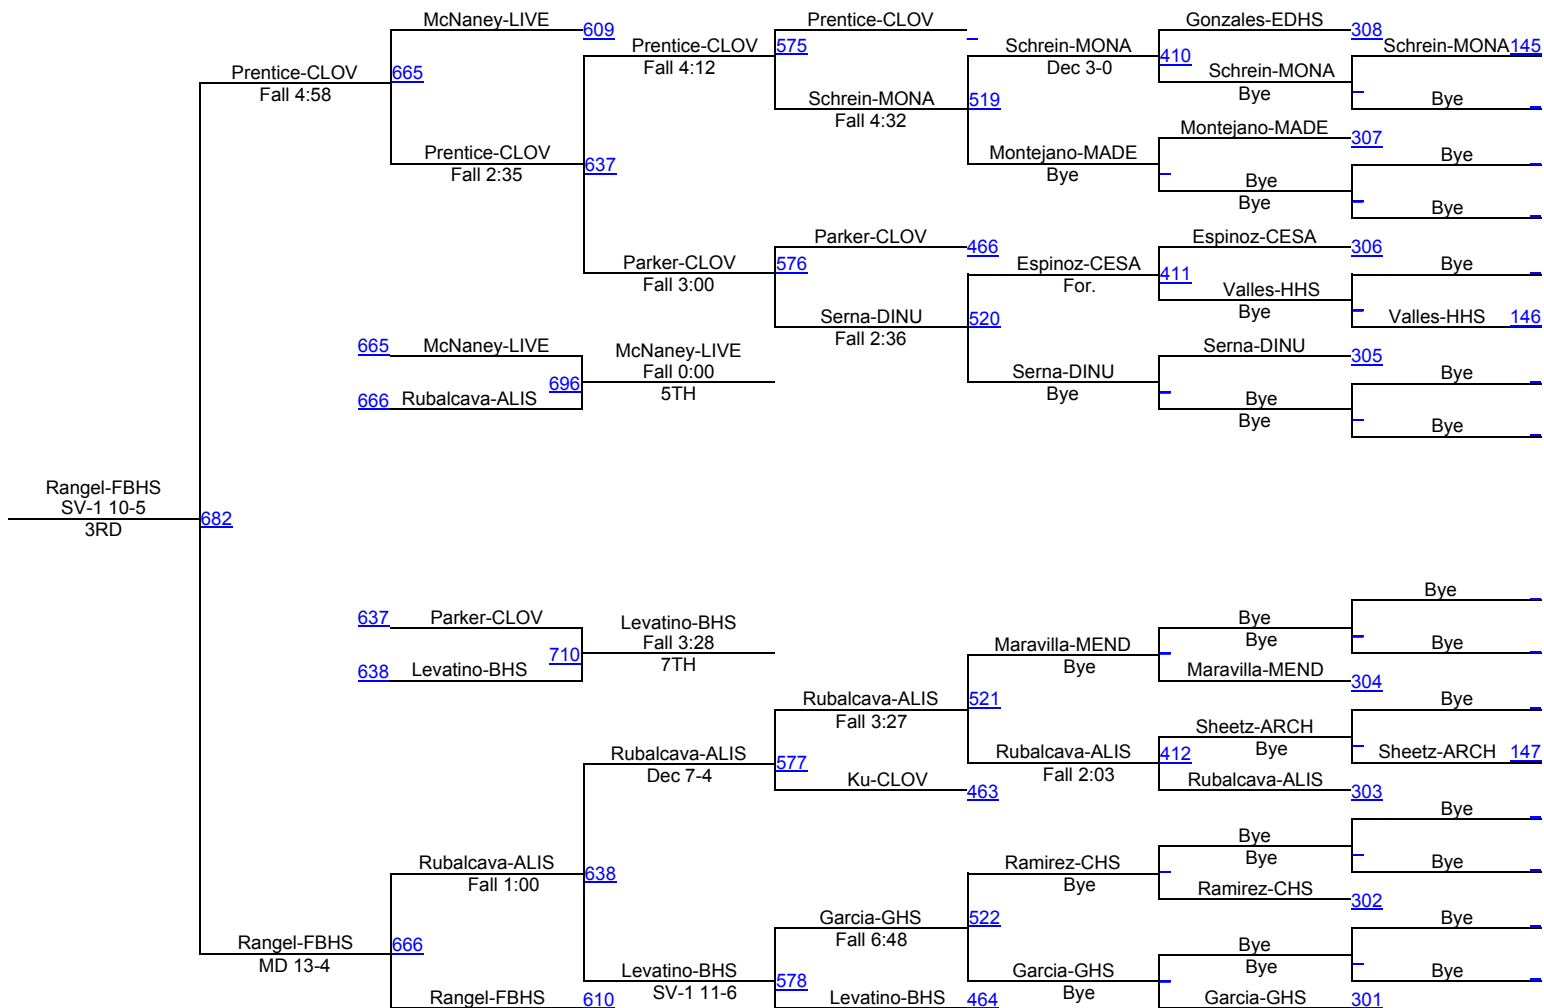 McNaney-LIVE
609
Prentice-CLOV
Gonzales-EDHS
308
Prentice-CLOV
575
Schrein-MONA
Schrein-MONA
145
Fall 4:12
Dec 3-0
410
Prentice-CLOV
665
Schrein-MONA
Fall 4:58
Bye
Schrein-MONA
519
Bye
Fall 4:32
Montejano-MADE
307
Prentice-CLOV
637
Montejano-MADE
Bye
Fall 2:35
Bye
Bye
Bye
Bye
Parker-CLOV
466
Espinoz-CESA
306
Parker-CLOV
576
Espinoz-CESA
411
Bye
Fall 3:00
For.
Valles-HHS
Bye
Serna-DINU
520
Valles-HHS
146
Fall 2:36
665
McNaney-LIVE
McNaney-LIVE
Serna-DINU
305
Fall 0:00
696
5TH
Serna-DINU
Bye
Bye
666
Rubalcava-ALIS
Bye
Bye
Bye
Rangel-FBHS
SV-1 10-5
682
3RD
Bye
637
Parker-CLOV
Levatino-BHS
Bye
Fall 3:28
Bye
710
7TH
Maravilla-MEND
Bye
Bye
638
Levatino-BHS
Maravilla-MEND
304
Rubalcava-ALIS
521
Bye
Fall 3:27
Sheetz-ARCH
Bye
Rubalcava-ALIS
577
Rubalcava-ALIS
412
Sheetz-ARCH
147
Dec 7-4
Fall 2:03
Ku-CLOV
463
Rubalcava-ALIS
303
Bye
Bye
Bye
Rubalcava-ALIS
638
Ramirez-CHS
Bye
Fall 1:00
Bye
Ramirez-CHS
302
Garcia-GHS
522
Bye
Fall 6:48
Rangel-FBHS
666
Bye
MD 13-4
Bye
Levatino-BHS
578
Garcia-GHS
Bye
SV-1 11-6
Bye
Rangel-FBHS
610
Levatino-BHS
464
Garcia-GHS
301